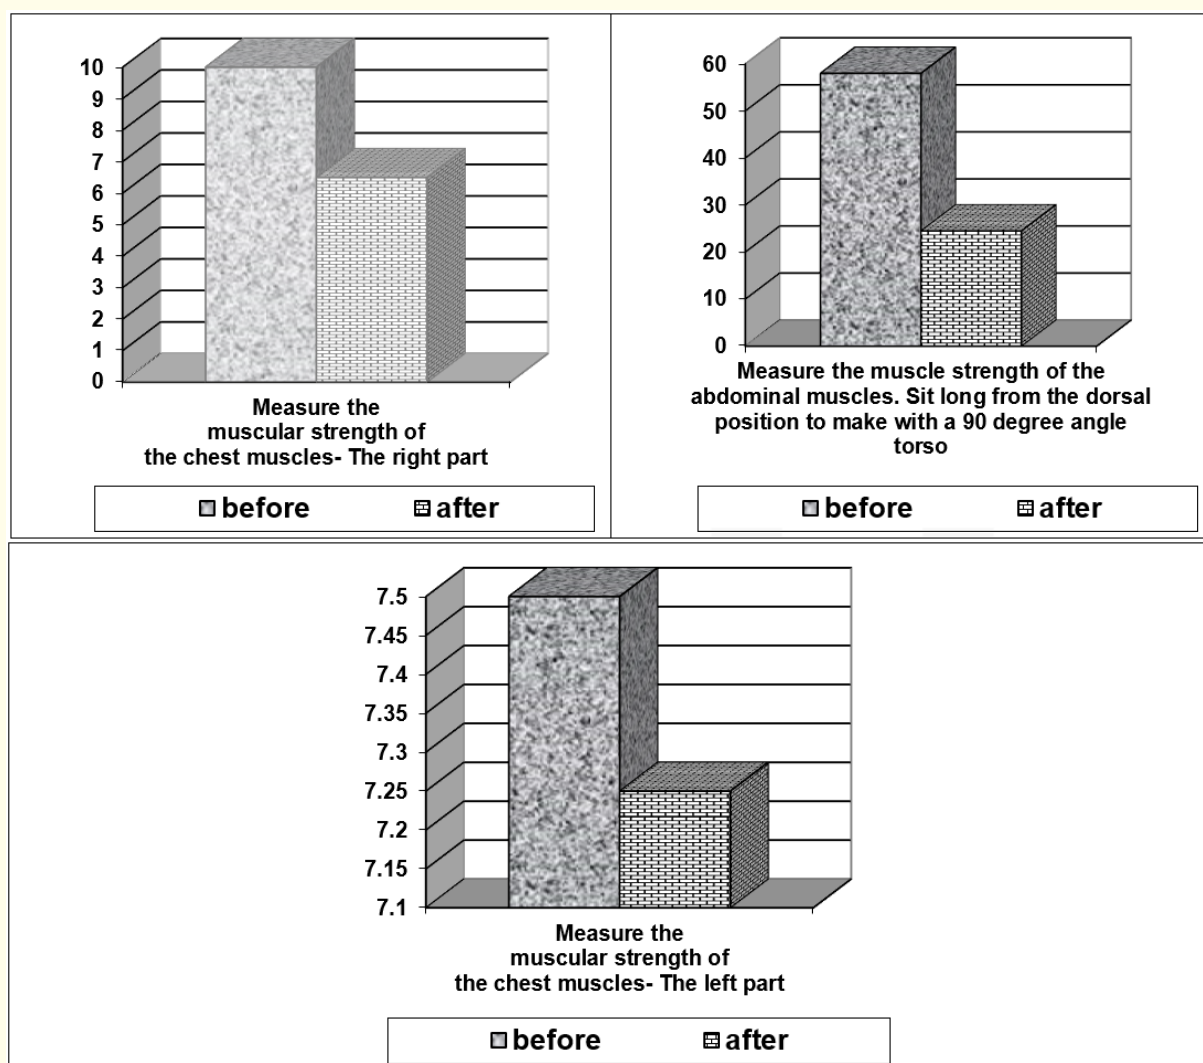 10
9
8
7
6
5
4
3
2
1
0
Measure the
muscular strength of
the chest muscles- The right part
before after
60
50
40
30
20
10
0
Measure the muscle strength of the
abdominal muscles. Sit long from the dorsal
position to make with a 90 degree angle
torso
before after
7.5
7.45
7.4
7.35
7.3
7.25
7.2
7.15
7.1
Measure the
muscular strength of
the chest muscles- The left part
before after